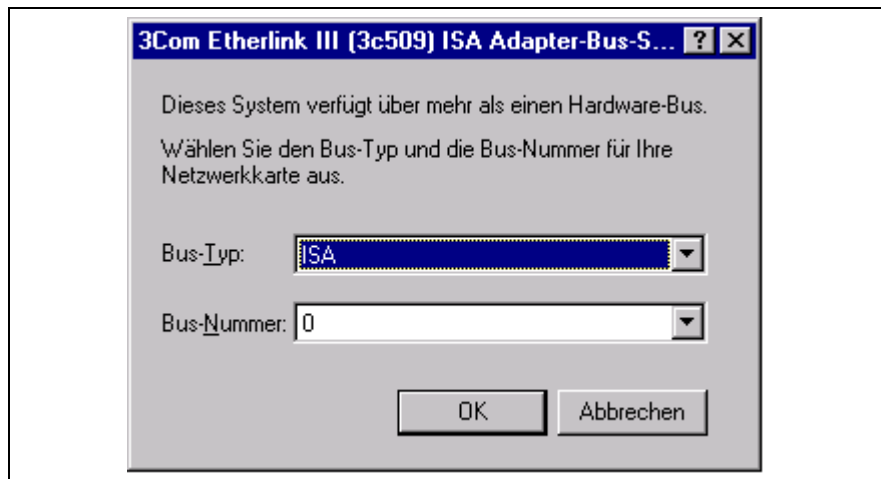 3Com Etherlink III (3c509) ISA Adapter-Bus-S...
Dieses System verfügt über mehr als einen Hardware-Bus.
Wählen Sie den Bus-Typ und die Bus-Nummer für Ihre
Netzwerkkarte aus.
Bus-Typ: ISA
Bus-Nummer: 0
OK Abbrechen